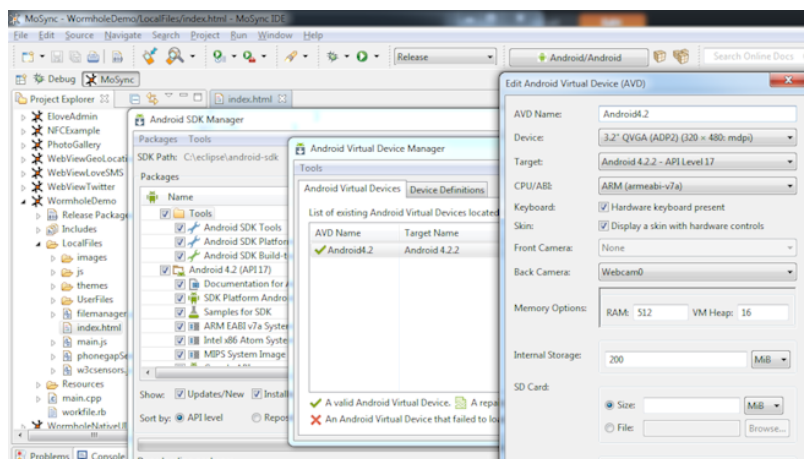 MoSync - WormholeDemo/LocalFiles/index.html - MoSync IDE
File Edit Source Navigate Search Project Run Window Help
Release
Android/Android
Search Online Docs
Debug
MoSync
Project Explorer
index.html
EloveAdmin
NFCExample
PhotoGallery
WebViewGeoLocati
WebViewLoveSMS
WebViewTwitter
WormholeDemo
Release Package
Includes
LocalFiles
images
js
themes
UserFiles
filemanager
index.html
main.js
phonegapSe
w3csensors.
Resources
main.cpp
workfile.rb
WormholeNativeUI
Problems
Console
Android SDK Manager
Packages Tools
SDK Path: C:\eclipse\android-sdk
Packages
Name
Tools
Android SDK Tools
Android SDK Platforn
Android SDK Build-t
Android 4.2 (API 17)
Documentation for A
SDK Platform Andro
Samples for SDK
ARM EABI v7a System
Intel x86 Atom Syste
MIPS System Image
Show: Updates/New Install
Sort by: API level Repos
Android Virtual Device Manager
Tools
Android Virtual Devices Device Definitions
List of existing Android Virtual Devices located
AVD Name Target Name
Android4.2 Android 4.2.2
A valid Android Virtual Device. A repa
An Android Virtual Device that failed to loa
Edit Android Virtual Device (AVD)
AVD Name: Android4.2
Device: 3.2" QVGA (ADP2) (320 × 480: mdpi)
Target: Android 4.2.2 - API Level 17
CPU/ABI: ARM (armeabi-v7a)
Keyboard: Hardware keyboard present
Skin: Display a skin with hardware controls
Front Camera: None
Back Camera: Webcam0
Memory Options: RAM: 512 VM Heap: 16
Internal Storage: 200 MiB
SD Card:
Size: MiB
File: Browse...